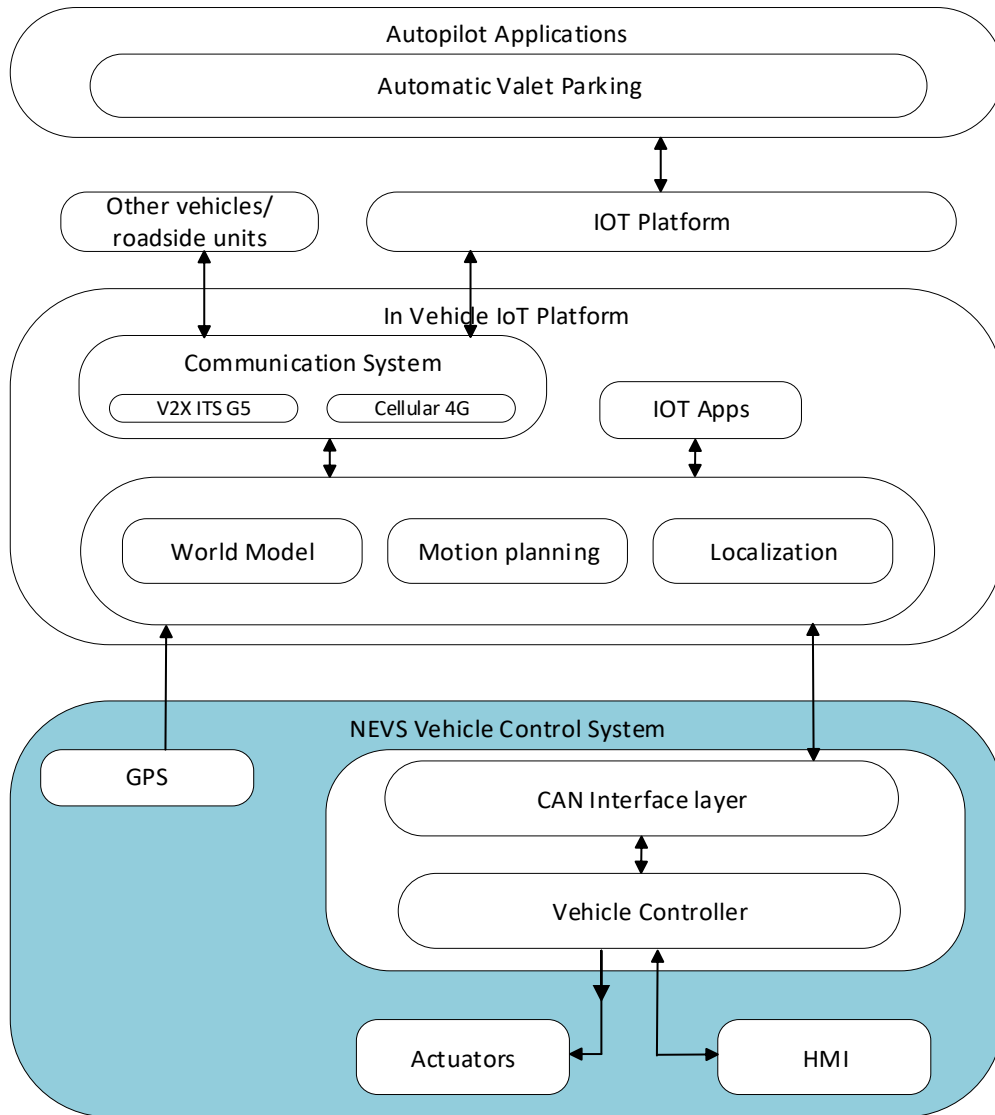 Autopilot Applications
Automatic Valet Parking
Other vehicles/
roadside units
IOT Platform
In Vehicle IoT Platform
Communication System
V2X ITS G5
Cellular 4G
IOT Apps
World Model
Motion planning
Localization
NEVS Vehicle Control System
GPS
CAN Interface layer
Vehicle Controller
Actuators
HMI